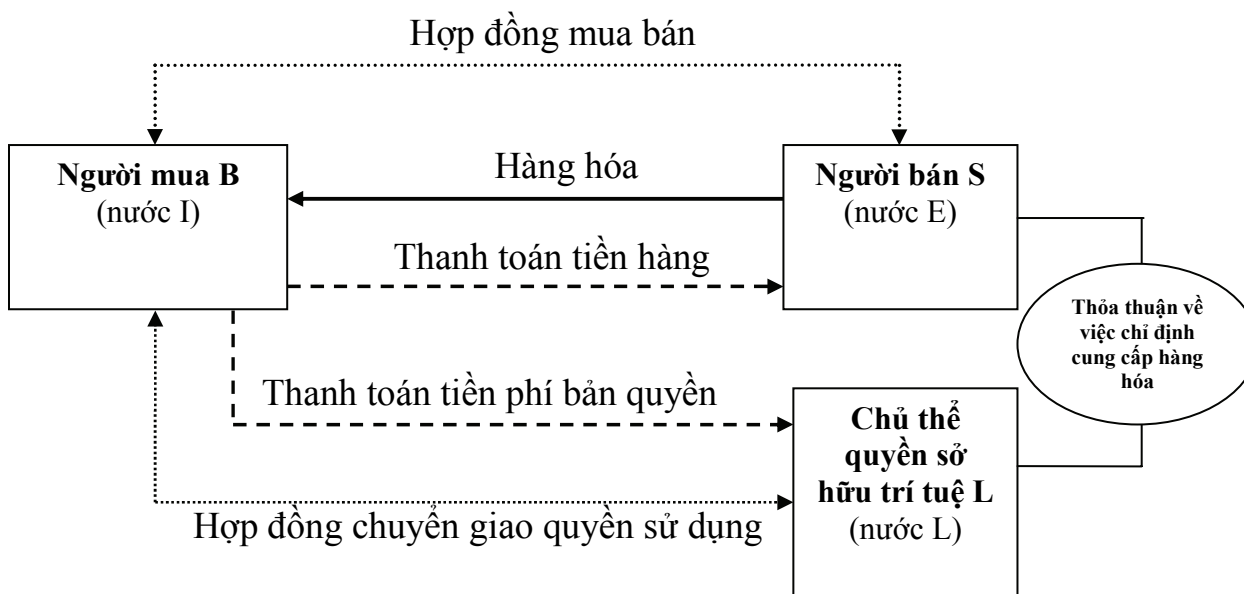 Hợp đồng mua bán
Người mua B
(nước I)
Hàng hóa
Người bán S
(nước E)
Thanh toán tiền hàng
Thỏa thuận về
việc chỉ định
cung cấp hàng
hóa
Thanh toán tiền phí bản quyền
Chủ thể
quyền sở
hữu trí tuệ L
(nước L)
Hợp đồng chuyển giao quyền sử dụng